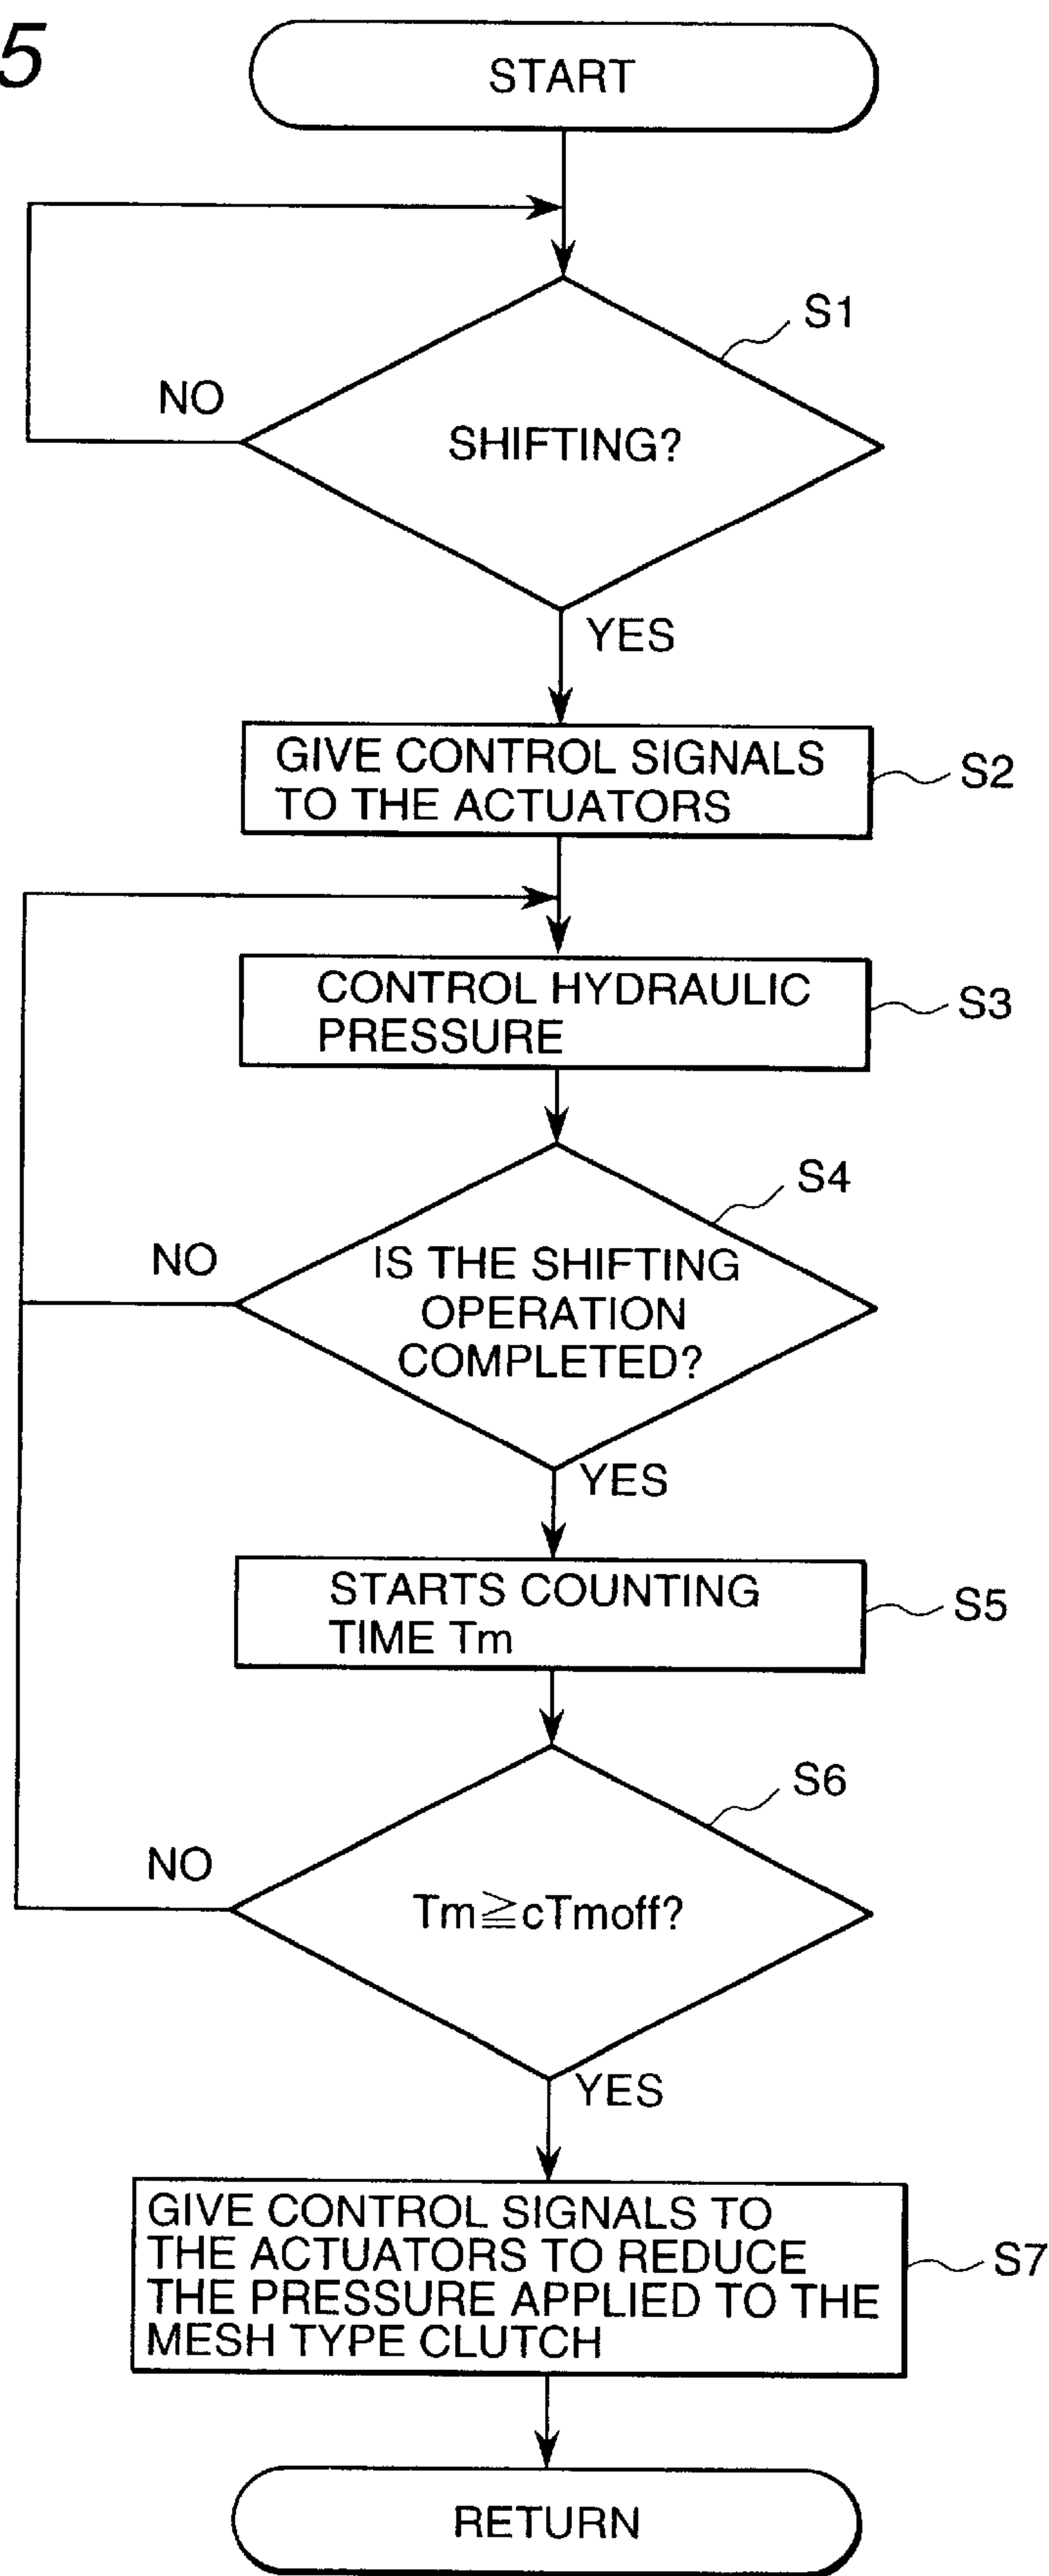 5
START
S1
NO
SHIFTING?
YES
GIVE CONTROL SIGNALS
TO THE ACTUATORS
S2
CONTROL HYDRAULIC
PRESSURE
S3
S4
NO
IS THE SHIFTING
OPERATION
COMPLETED?
YES
STARTS COUNTING
TIME Tm
S5
S6
NO
Tm≧cTmoff?
YES
GIVE CONTROL SIGNALS TO
THE ACTUATORS TO REDUCE
THE PRESSURE APPLIED TO THE
MESH TYPE CLUTCH
S7
RETURN